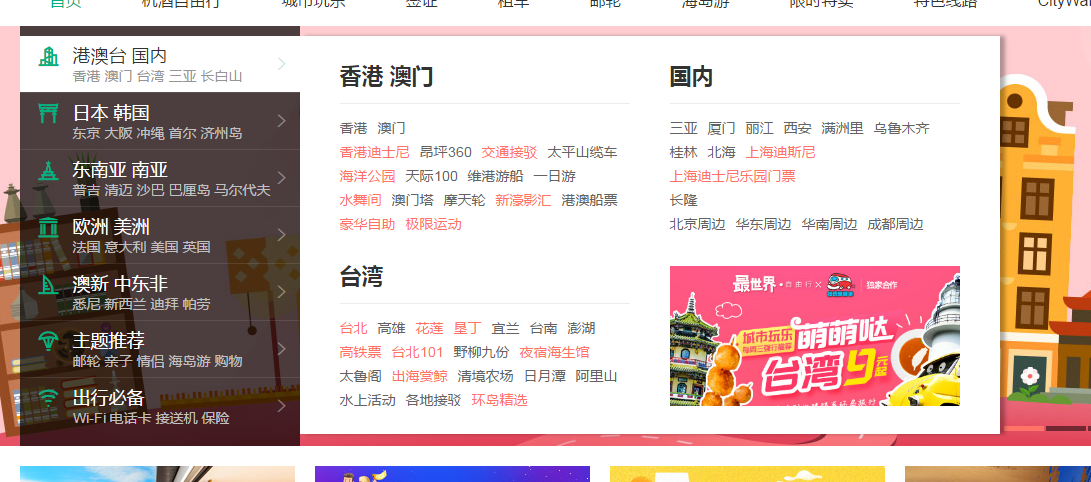 首页 机酒自由行 城市玩乐 签证 租车 邮轮 海岛游 限时特卖 特色线路 CityWal
港澳台 国内
香港 澳门 台湾 三亚 长白山
日本 韩国
东京 大阪 冲绳 首尔 济州岛
东南亚 南亚
普吉 清迈 沙巴 巴厘岛 马尔代夫
欧洲 美洲
法国 意大利 美国 英国
澳新 中东非
悉尼 新西兰 迪拜 帕劳
主题推荐
邮轮 亲子 情侣 海岛游 购物
出行必备
Wi-Fi 电话卡 接送机 保险
香港 澳门
香港 澳门
香港迪士尼 昂坪360 交通接驳 太平山缆车
海洋公园 天际100 维港游船 一日游
水舞间 澳门塔 摩天轮 新濠影汇 港澳船票
豪华自助 极限运动
台湾
台北 高雄 花莲 垦丁 宜兰 台南 澎湖
高铁票 台北101 野柳九份 夜宿海生馆
太鲁阁 出海赏鲸 清境农场 日月潭 阿里山
水上活动 各地接驳 环岛精选
国内
三亚 厦门 丽江 西安 满洲里 乌鲁木齐
桂林 北海 上海迪斯尼
上海迪士尼乐园门票
长隆
北京周边 华东周边 华南周边 成都周边
最世界·自由行× 独家合作
城市玩乐 萌萌哒
每周三强行推荐
台湾9元套